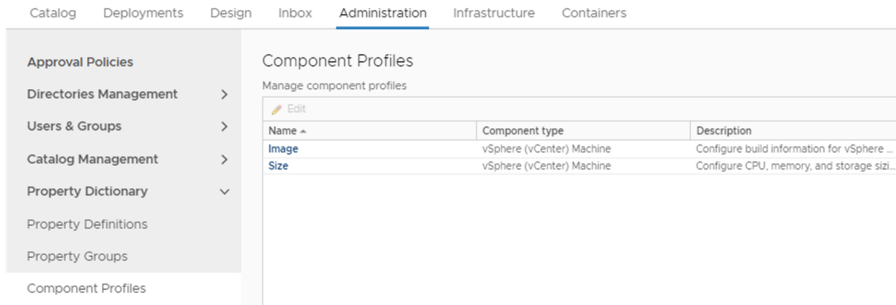 Catalog Deployments Design Inbox Administration Infrastructure Containers
Approval Policies
Directories Management
Users & Groups
Catalog Management
Property Dictionary
Property Definitions
Property Groups
Component Profiles
Component Profiles
Manage component profiles
Edit
Name Component type Description
Image vSphere (vCenter) Machine Configure build information for vSphere ...
Size vSphere (vCenter) Machine Configure CPU, memory, and storage sizi...